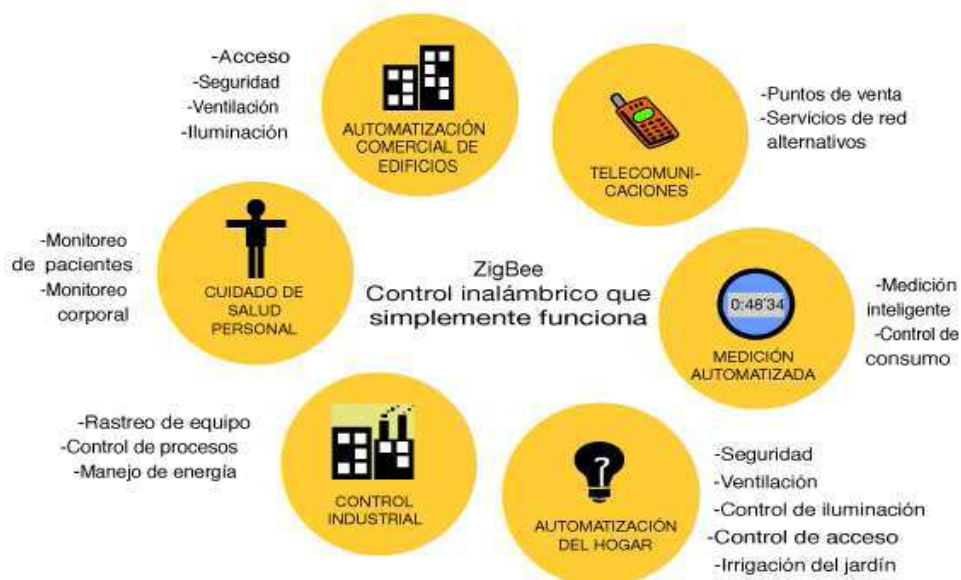 -Acceso
-Seguridad
-Ventilación
-Iluminación
AUTOMATIZACIÓN
COMERCIAL DE
EDIFICIOS
TELECOMUNI-
CACIONES
-Puntos de venta
-Servicios de red
alternativos
-Monitoreo
de pacientes
-Monitoreo
corporal
CUIDADO DE
SALUD
PERSONAL
ZigBee
Control inalámbrico que
simplemente funciona
0:48'34
MEDICIÓN
AUTOMATIZADA
-Medición
inteligente
-Control de
consumo
-Rastreo de equipo
-Control de procesos
-Manejo de energía
CONTROL
INDUSTRIAL
?
AUTOMATIZACIÓN
DEL HOGAR
-Seguridad
-Ventilación
-Control de iluminación
-Control de acceso
-Irrigación del jardín